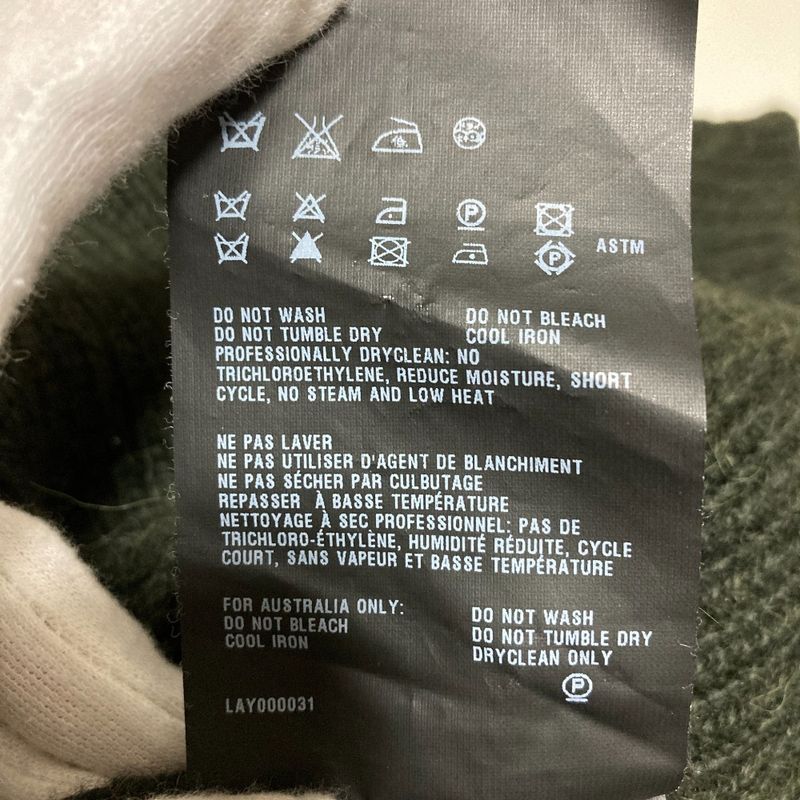 低
P
ASTM
P
DO NOT WASH DO NOT BLEACH
DO NOT TUMBLE DRY COOL IRON
PROFESSIONALLY DRYCLEAN: NO
TRICHLOROETHYLENE, REDUCE MOISTURE, SHORT
CYCLE, NO STEAM AND LOW HEAT
NE PAS LAVER
NE PAS UTILISER D'AGENT DE BLANCHIMENT
NE PAS SÉCHER PAR CULBUTAGE
REPASSER À BASSE TEMPÉRATURE
NETTOYAGE À SEC PROFESSIONNEL: PAS DE
TRICHLORO-ÉTHYLÈNE, HUMIDITÉ RÉDUITE, CYCLE
COURT, SANS VAPEUR ET BASSE TEMPÉRATURE
FOR AUSTRALIA ONLY:
DO NOT BLEACH
COOL IRON
DO NOT WASH
DO NOT TUMBLE DRY
DRYCLEAN ONLY
P
LAY000031